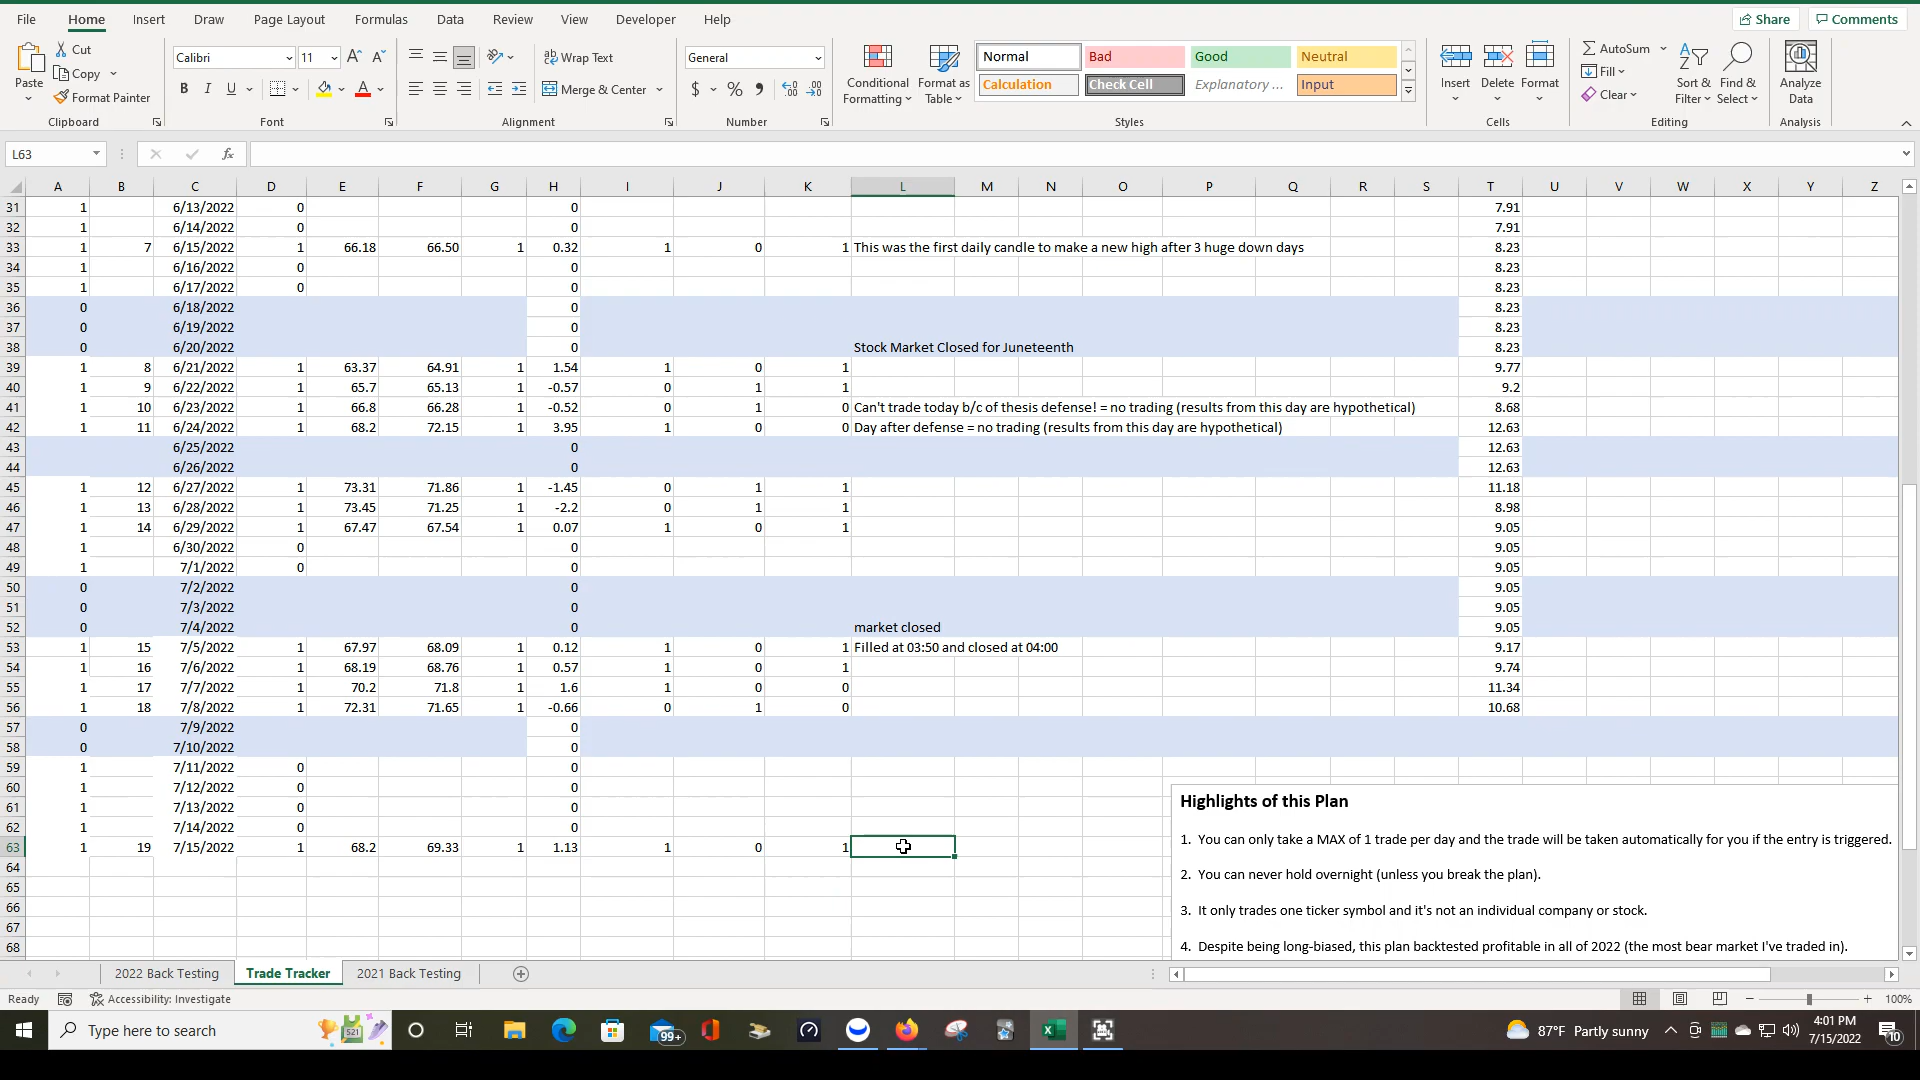 File Home Insert Draw Page Layout Formulas Data Review View Developer Help Share Comments
Paste Cut Copy Format Painter
Calibri 11 A A B I U A
Wrap Text Merge & Center
General $ % 9 .00
Conditional Formatting Format as Table
Normal Bad Good Neutral
Calculation Check Cell Explanatory ... Input
Insert Delete Format
AutoSum Fill Clear Sort & Filter Find & Select Analyze Data
Clipboard Font Alignment Number Styles Cells Editing Analysis
L63 fx
A B C D E F G H I J K L M N O P Q R S T U V W X Y Z
31 1 6/13/2022 0 0 7.91
32 1 6/14/2022 0 0 7.91
33 1 7 6/15/2022 1 66.18 66.50 1 0.32 1 0 1 This was the first daily candle to make a new high after 3 huge down days 8.23
34 1 6/16/2022 0 0 8.23
35 1 6/17/2022 0 0 8.23
36 0 6/18/2022 0 8.23
37 0 6/19/2022 0 8.23
38 0 6/20/2022 0 Stock Market Closed for Juneteenth 8.23
39 1 8 6/21/2022 1 63.37 64.91 1 1.54 1 0 1 9.77
40 1 9 6/22/2022 1 65.7 65.13 1 -0.57 0 1 1 9.2
41 1 10 6/23/2022 1 66.8 66.28 1 -0.52 0 1 0 Can't trade today b/c of thesis defense! = no trading (results from this day are hypothetical) 8.68
42 1 11 6/24/2022 1 68.2 72.15 1 3.95 1 0 0 Day after defense = no trading (results from this day are hypothetical) 12.63
43 6/25/2022 0 12.63
44 6/26/2022 0 12.63
45 1 12 6/27/2022 1 73.31 71.86 1 -1.45 0 1 1 11.18
46 1 13 6/28/2022 1 73.45 71.25 1 -2.2 0 1 1 8.98
47 1 14 6/29/2022 1 67.47 67.54 1 0.07 1 0 1 9.05
48 1 6/30/2022 0 0 9.05
49 1 7/1/2022 0 0 9.05
50 0 7/2/2022 0 9.05
51 0 7/3/2022 0 9.05
52 0 7/4/2022 0 market closed 9.05
53 1 15 7/5/2022 1 67.97 68.09 1 0.12 1 0 1 Filled at 03:50 and closed at 04:00 9.17
54 1 16 7/6/2022 1 68.19 68.76 1 0.57 1 0 1 9.74
55 1 17 7/7/2022 1 70.2 71.8 1 1.6 1 0 0 11.34
56 1 18 7/8/2022 1 72.31 71.65 1 -0.66 0 1 0 10.68
57 0 7/9/2022 0
58 0 7/10/2022 0
59 1 7/11/2022 0 0
60 1 7/12/2022 0 0
61 1 7/13/2022 0 0
62 1 7/14/2022 0 0
63 1 19 7/15/2022 1 68.2 69.33 1 1.13 1 0 1
64
65
66
67
68
Highlights of this Plan
1. You can only take a MAX of 1 trade per day and the trade will be taken automatically for you if the entry is triggered.
2. You can never hold overnight (unless you break the plan).
3. It only trades one ticker symbol and it's not an individual company or stock.
4. Despite being long-biased, this plan backtested profitable in all of 2022 (the most bear market I've traded in).
2022 Back Testing Trade Tracker 2021 Back Testing
Ready Accessibility: Investigate 100%
Type here to search 521 99+ 87°F Partly sunny 4:01 PM
7/15/2022 10